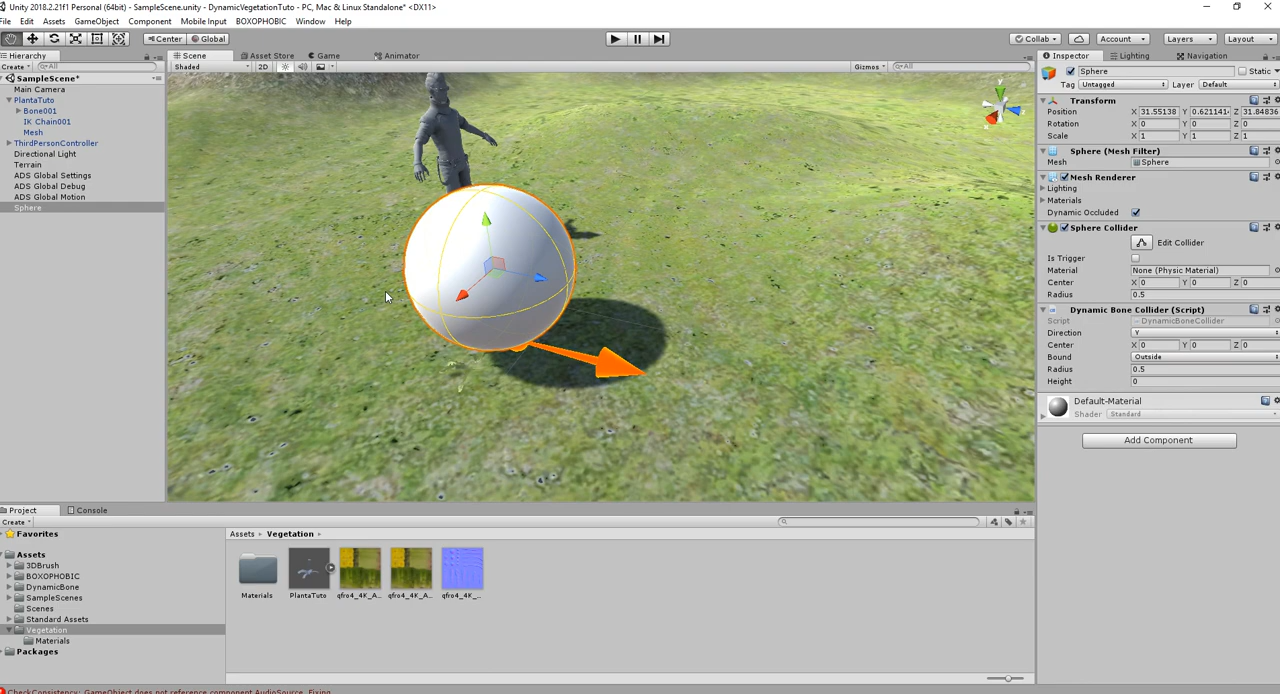 Unity 2018.2.21f1 Personal (64bit) - SampleScene.unity - DynamicVegetationTuto - PC, Mac & Linux Standalone* <DX11>
File Edit Assets GameObject Component Mobile Input BOXOPHOBIC Window Help
Center Global Collab Account Layers Layout
Hierarchy Scene Asset Store Game Animator Inspector Lighting Navigation
Create All Shaded 2D Gizmos All
SampleScene* Sphere Static
Main Camera Tag Untagged Layer Default
PlantaTuto Transform
Bone001 Position X 31.55138 Y 0.621141 Z 31.84836
IK Chain001 Rotation X 0 Y 0 Z 0
Mesh Scale X 1 Y 1 Z 1
ThirdPersonController Sphere (Mesh Filter)
Directional Light Mesh Sphere
Terrain
ADS Global Settings Mesh Renderer
ADS Global Debug Lighting
ADS Global Motion Materials
Sphere Dynamic Occluded
Sphere Collider
Edit Collider
Is Trigger
Material None (Physic Material)
Center X 0 Y 0 Z 0
Radius 0.5
Dynamic Bone Collider (Script)
Script DynamicBoneCollider
Direction Y
Center X 0 Y 0 Z 0
Bound Outside
Radius 0.5
Height 0
Default-Material
Shader Standard
Add Component
Project Console
Create
Favorites Assets Vegetation
Assets
3DBrush
BOXOPHOBIC
DynamicBone
SampleScenes Materials PlantaTuto qfro4_4K_A... qfro4_4K_A... qfro4_4K_...
Scenes
Standard Assets
Vegetation
Materials
Packages
CheckConsistency: GameObject does not reference component AudioSource. Fixing.